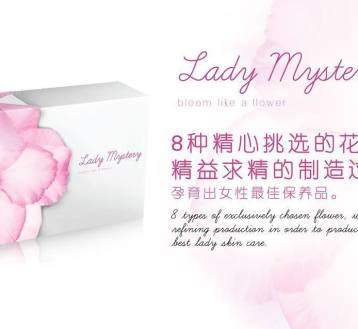 Lady Mystery
bloom like a flower
8种精心挑选的花
精益求精的制造过
孕育出女性最佳保养品。
8 types of exclusively chosen flower,
refining production in order to produc
best lady skin care.
Lady Mystery